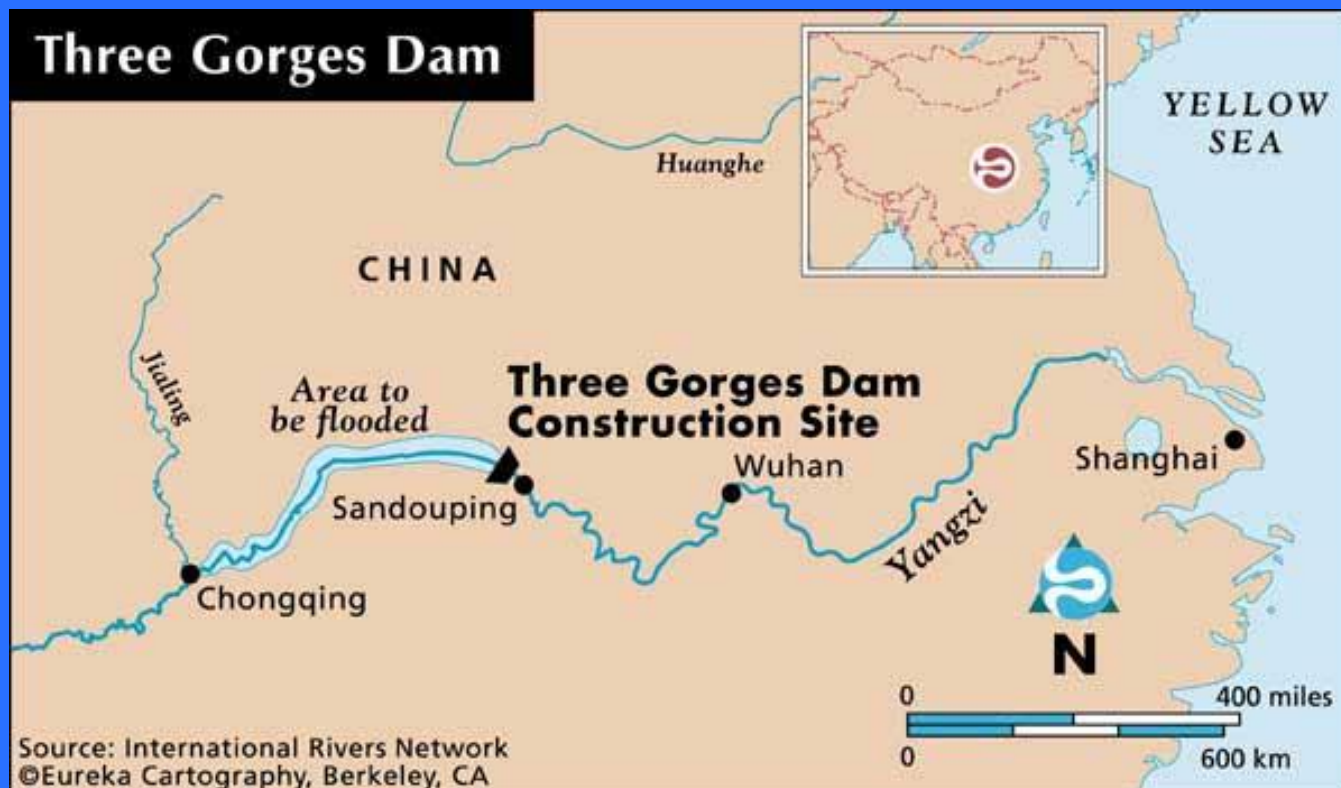 Three Gorges Dam
YELLOW
SEA
Huanghe
CHINA
Jialing
Area to
be flooded
Three Gorges Dam
Construction Site
Wuhan
Shanghai
Sandouping
Yangzi
Chongqing
N
0 400 miles
0 600 km
Source: International Rivers Network
©Eureka Cartography, Berkeley, CA